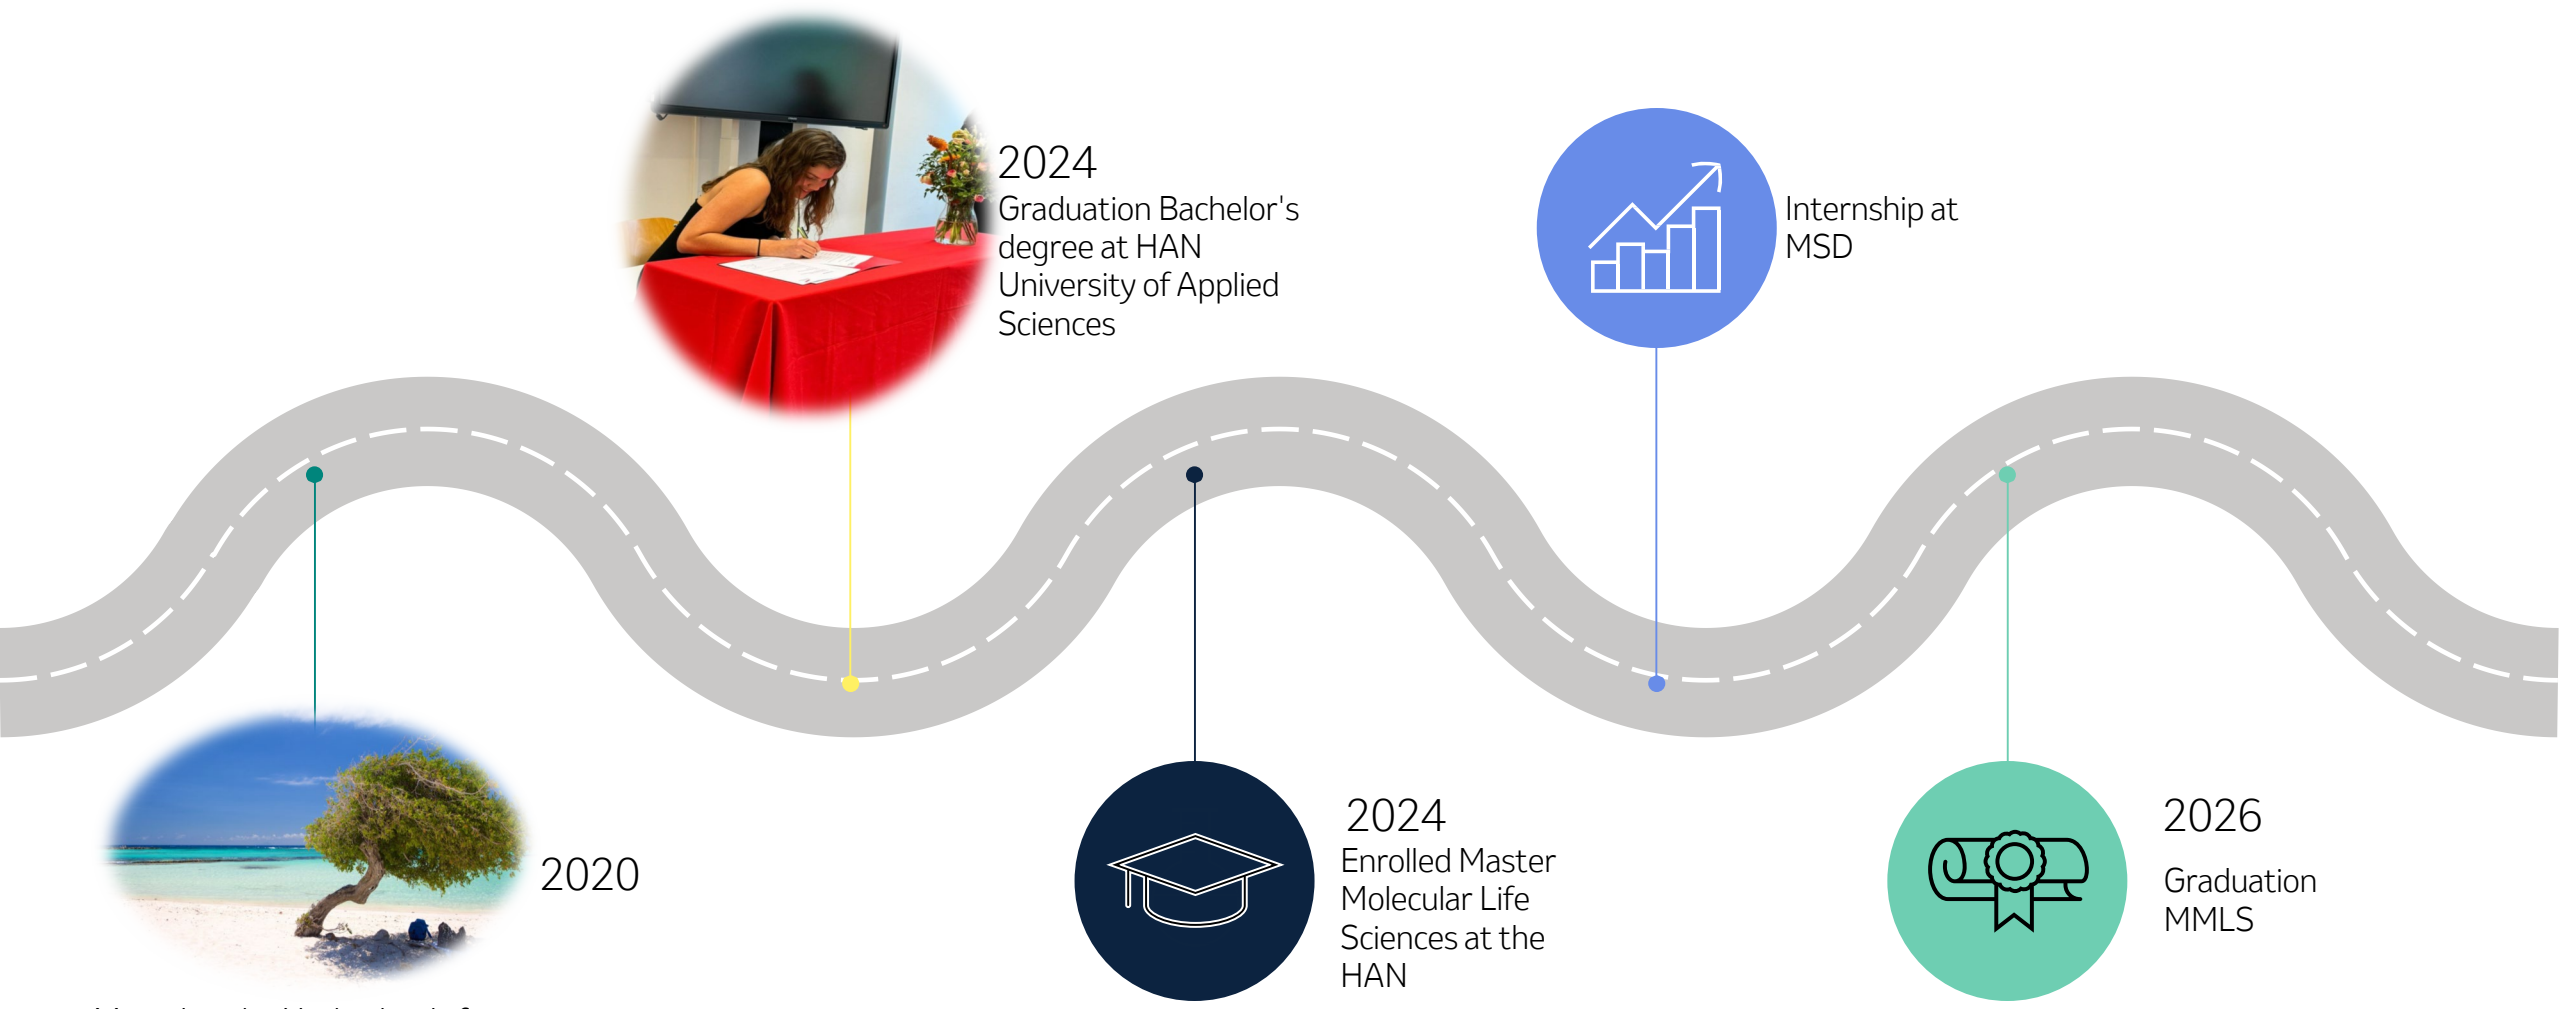 2024
Graduation Bachelor's
degree at HAN
University of Applied
Sciences
Internship at
MSD
2020
2024
Enrolled Master
Molecular Life
Sciences at the
HAN
2026
Graduation
MMLS